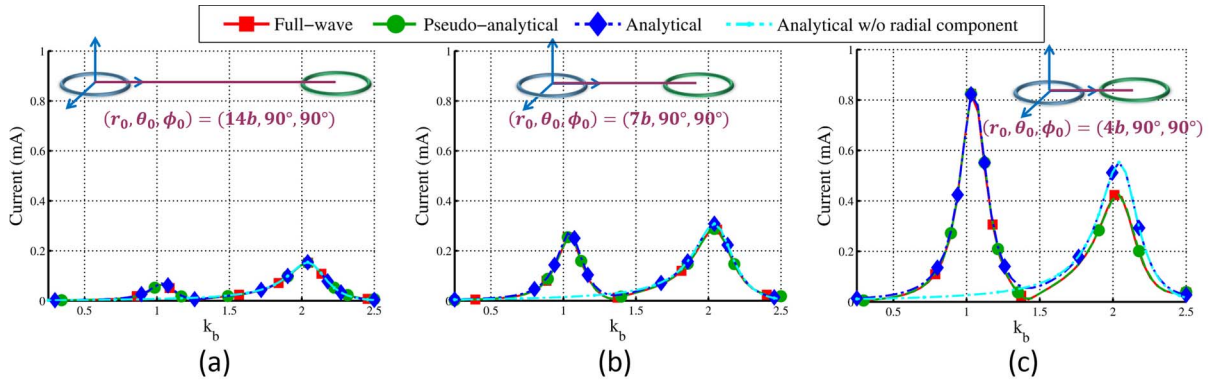 Full-wave Pseudo-analytical Analytical Analytical w/o radial component
Current (mA)
1
0.8
0.6
0.4
0.2
0
(r₀, θ₀, ϕ₀) = (14b, 90°, 90°)
0.5 1 1.5 2 2.5
k_b
(a)
Current (mA)
1
0.8
0.6
0.4
0.2
0
(r₀, θ₀, ϕ₀) = (7b, 90°, 90°)
0.5 1 1.5 2 2.5
k_b
(b)
Current (mA)
1
0.8
0.6
0.4
0.2
0
(r₀, θ₀, ϕ₀) = (4b, 90°, 90°)
0.5 1 1.5 2 2.5
k_b
(c)